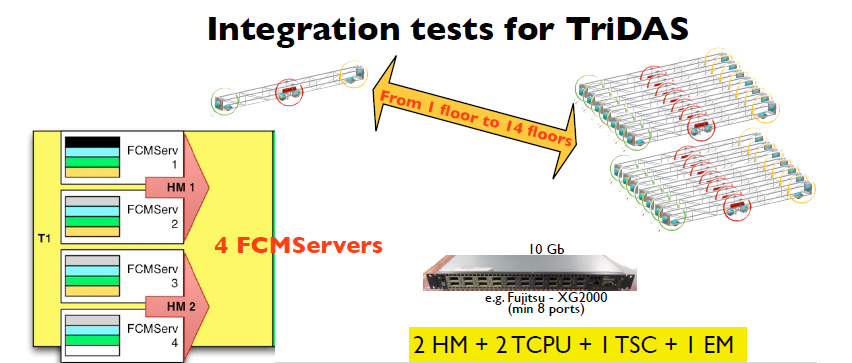 Integration tests for TriDAS
From 1 floor to 14 floors
FCMServ
1
HM 1
FCMServ
2
T1
4 FCMServers
FCMServ
3
HM 2
FCMServ
4
10 Gb
e.g. Fujitsu - XG2000
(min 8 ports)
2 HM + 2 TCPU + 1 TSC + 1 EM